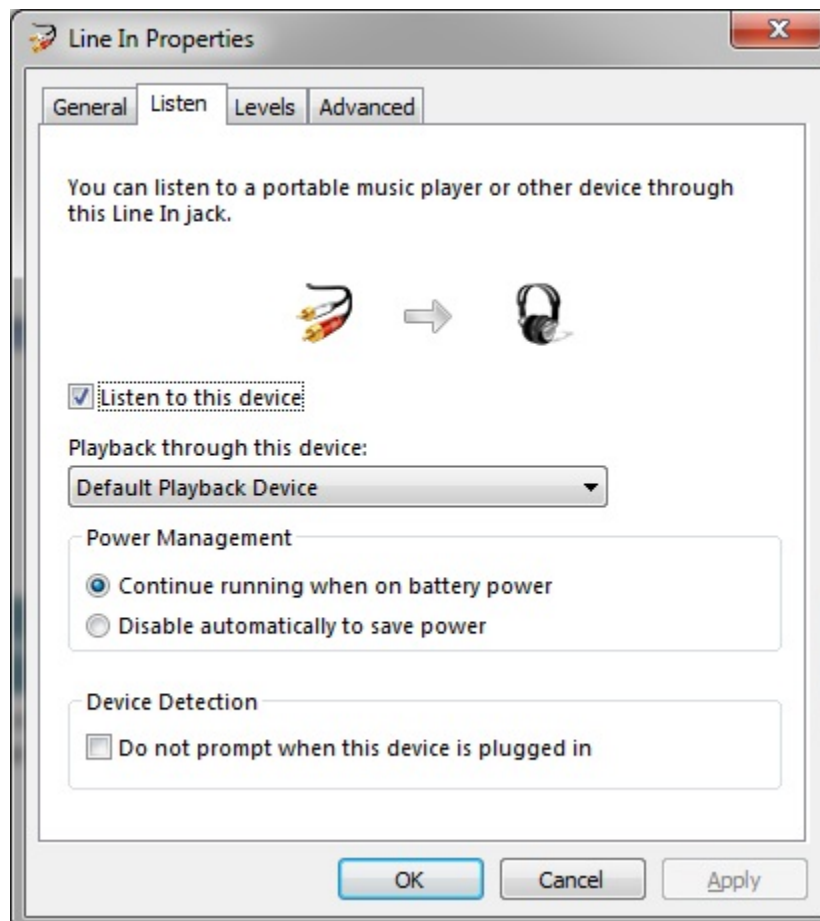 Line In Properties
General
Listen
Levels
Advanced
You can listen to a portable music player or other device through
this Line In jack.
Listen to this device
Playback through this device:
Default Playback Device
Power Management
Continue running when on battery power
Disable automatically to save power
Device Detection
Do not prompt when this device is plugged in
OK
Cancel
Apply